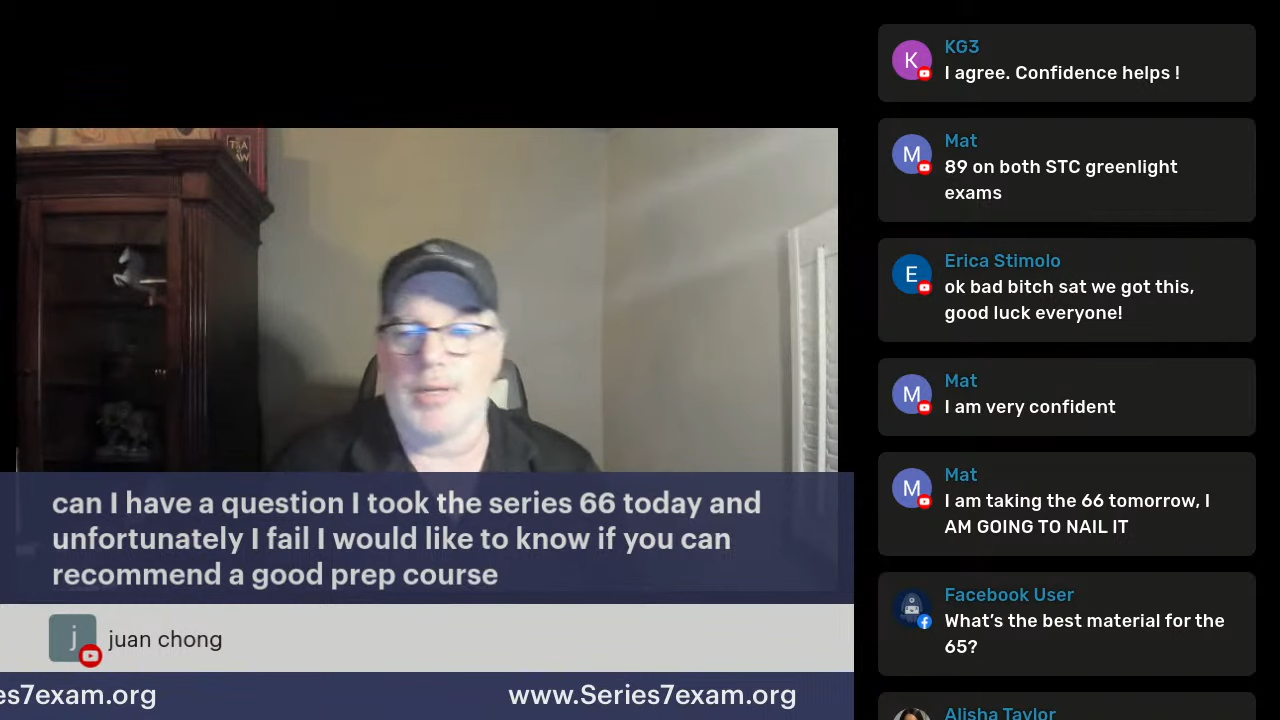 TEA
LAW
can I have a question I took the series 66 today and
unfortunately I fail I would like to know if you can
recommend a good prep course
j
juan chong
es7exam.org
www.Series7exam.org
K
KG3
I agree. Confidence helps !
M
Mat
89 on both STC greenlight
exams
E
Erica Stimolo
ok bad bitch sat we got this,
good luck everyone!
M
Mat
I am very confident
M
Mat
I am taking the 66 tomorrow, I
AM GOING TO NAIL IT
Facebook User
What's the best material for the
65?
Alisha Taylor